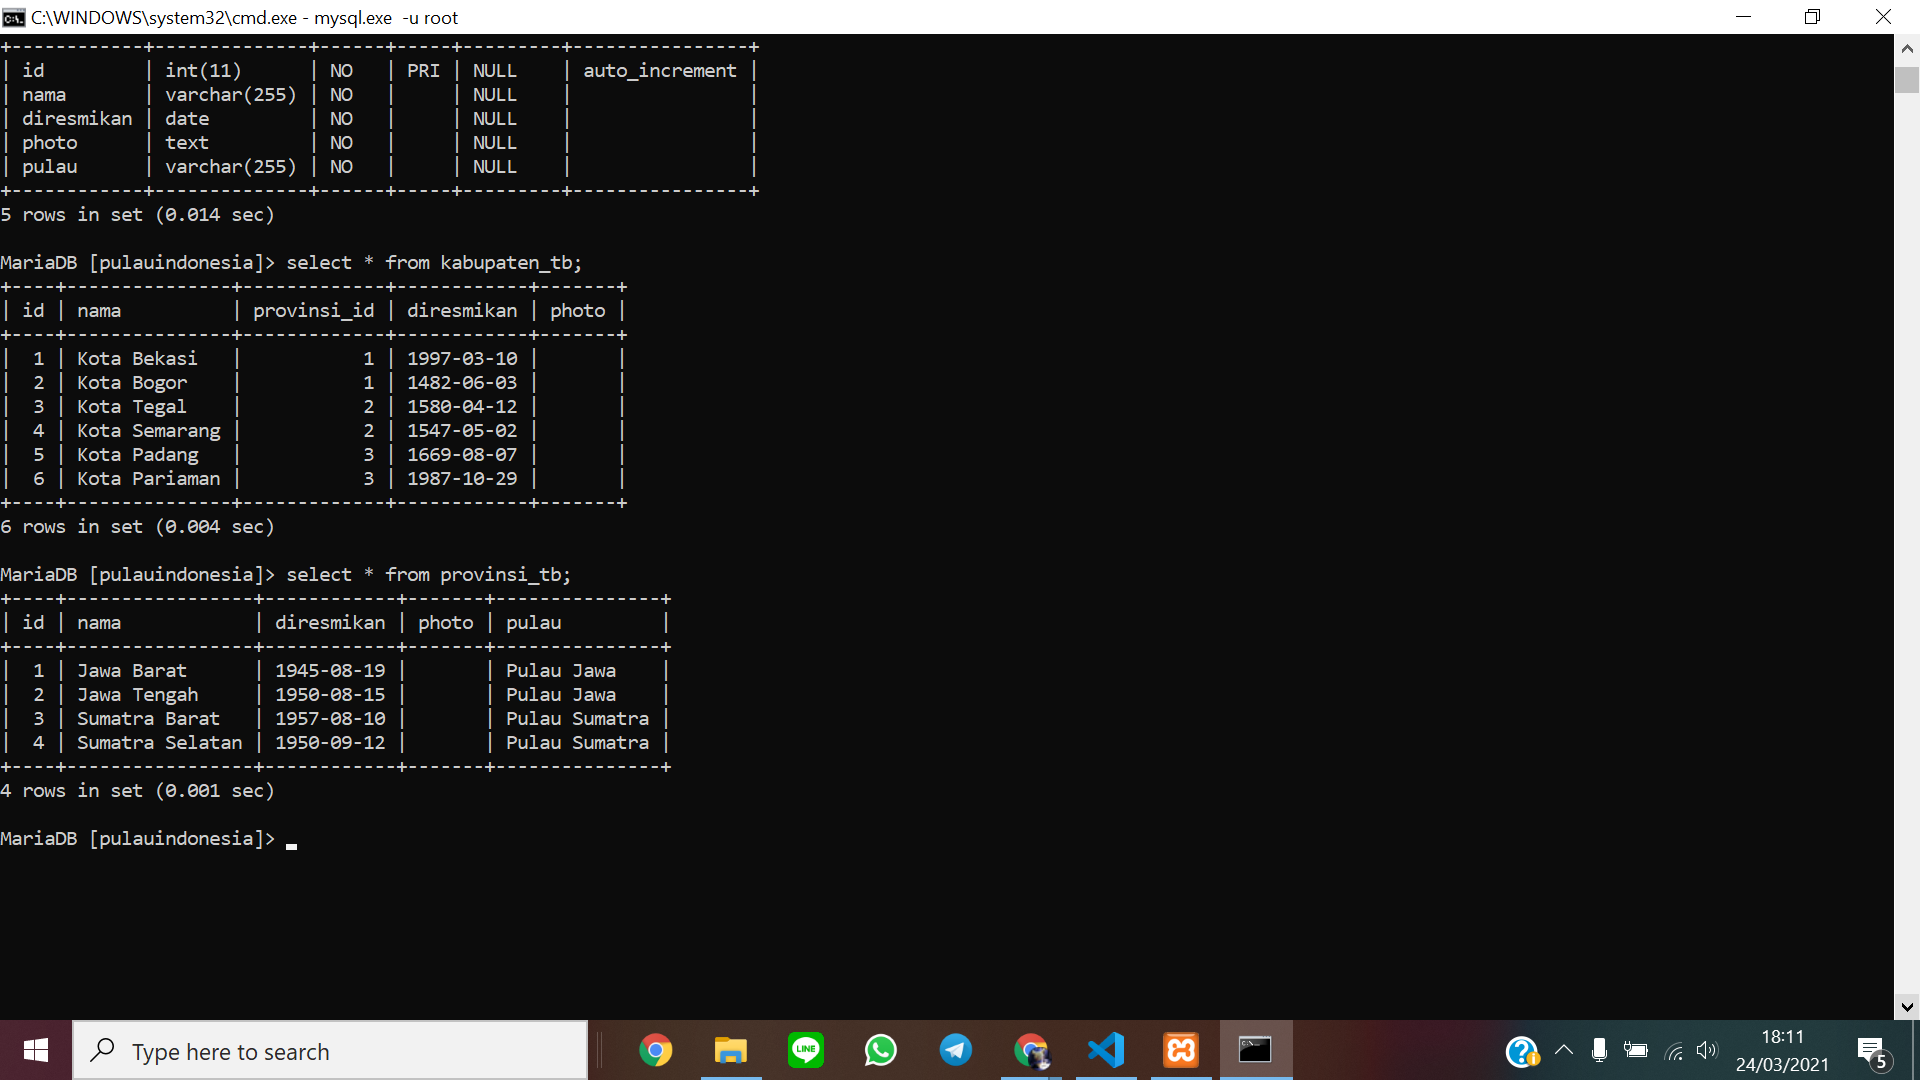 C:\WINDOWS\system32\cmd.exe - mysql.exe  -u root
+------------+--------------+------+-----+---------+----------------+
| id         | int(11)      | NO   | PRI | NULL    | auto_increment |
| nama       | varchar(255) | NO   |     | NULL    |                |
| diresmikan | date         | NO   |     | NULL    |                |
| photo      | text         | NO   |     | NULL    |                |
| pulau      | varchar(255) | NO   |     | NULL    |                |
+------------+--------------+------+-----+---------+----------------+
5 rows in set (0.014 sec)
MariaDB [pulauindonesia]> select * from kabupaten_tb;
+----+---------------+-------------+------------+-------+
| id | nama          | provinsi_id | diresmikan | photo |
+----+---------------+-------------+------------+-------+
|  1 | Kota Bekasi   |           1 | 1997-03-10 |       |
|  2 | Kota Bogor    |           1 | 1482-06-03 |       |
|  3 | Kota Tegal    |           2 | 1580-04-12 |       |
|  4 | Kota Semarang |           2 | 1547-05-02 |       |
|  5 | Kota Padang   |           3 | 1669-08-07 |       |
|  6 | Kota Pariaman |           3 | 1987-10-29 |       |
+----+---------------+-------------+------------+-------+
6 rows in set (0.004 sec)
MariaDB [pulauindonesia]> select * from provinsi_tb;
+----+-----------------+------------+-------+---------------+
| id | nama            | diresmikan | photo | pulau         |
+----+-----------------+------------+-------+---------------+
|  1 | Jawa Barat      | 1945-08-19 |       | Pulau Jawa    |
|  2 | Jawa Tengah     | 1950-08-15 |       | Pulau Jawa    |
|  3 | Sumatra Barat   | 1957-08-10 |       | Pulau Sumatra |
|  4 | Sumatra Selatan | 1950-09-12 |       | Pulau Sumatra |
+----+-----------------+------------+-------+---------------+
4 rows in set (0.001 sec)
MariaDB [pulauindonesia]>
Type here to search
LINE
18:11
24/03/2021
5